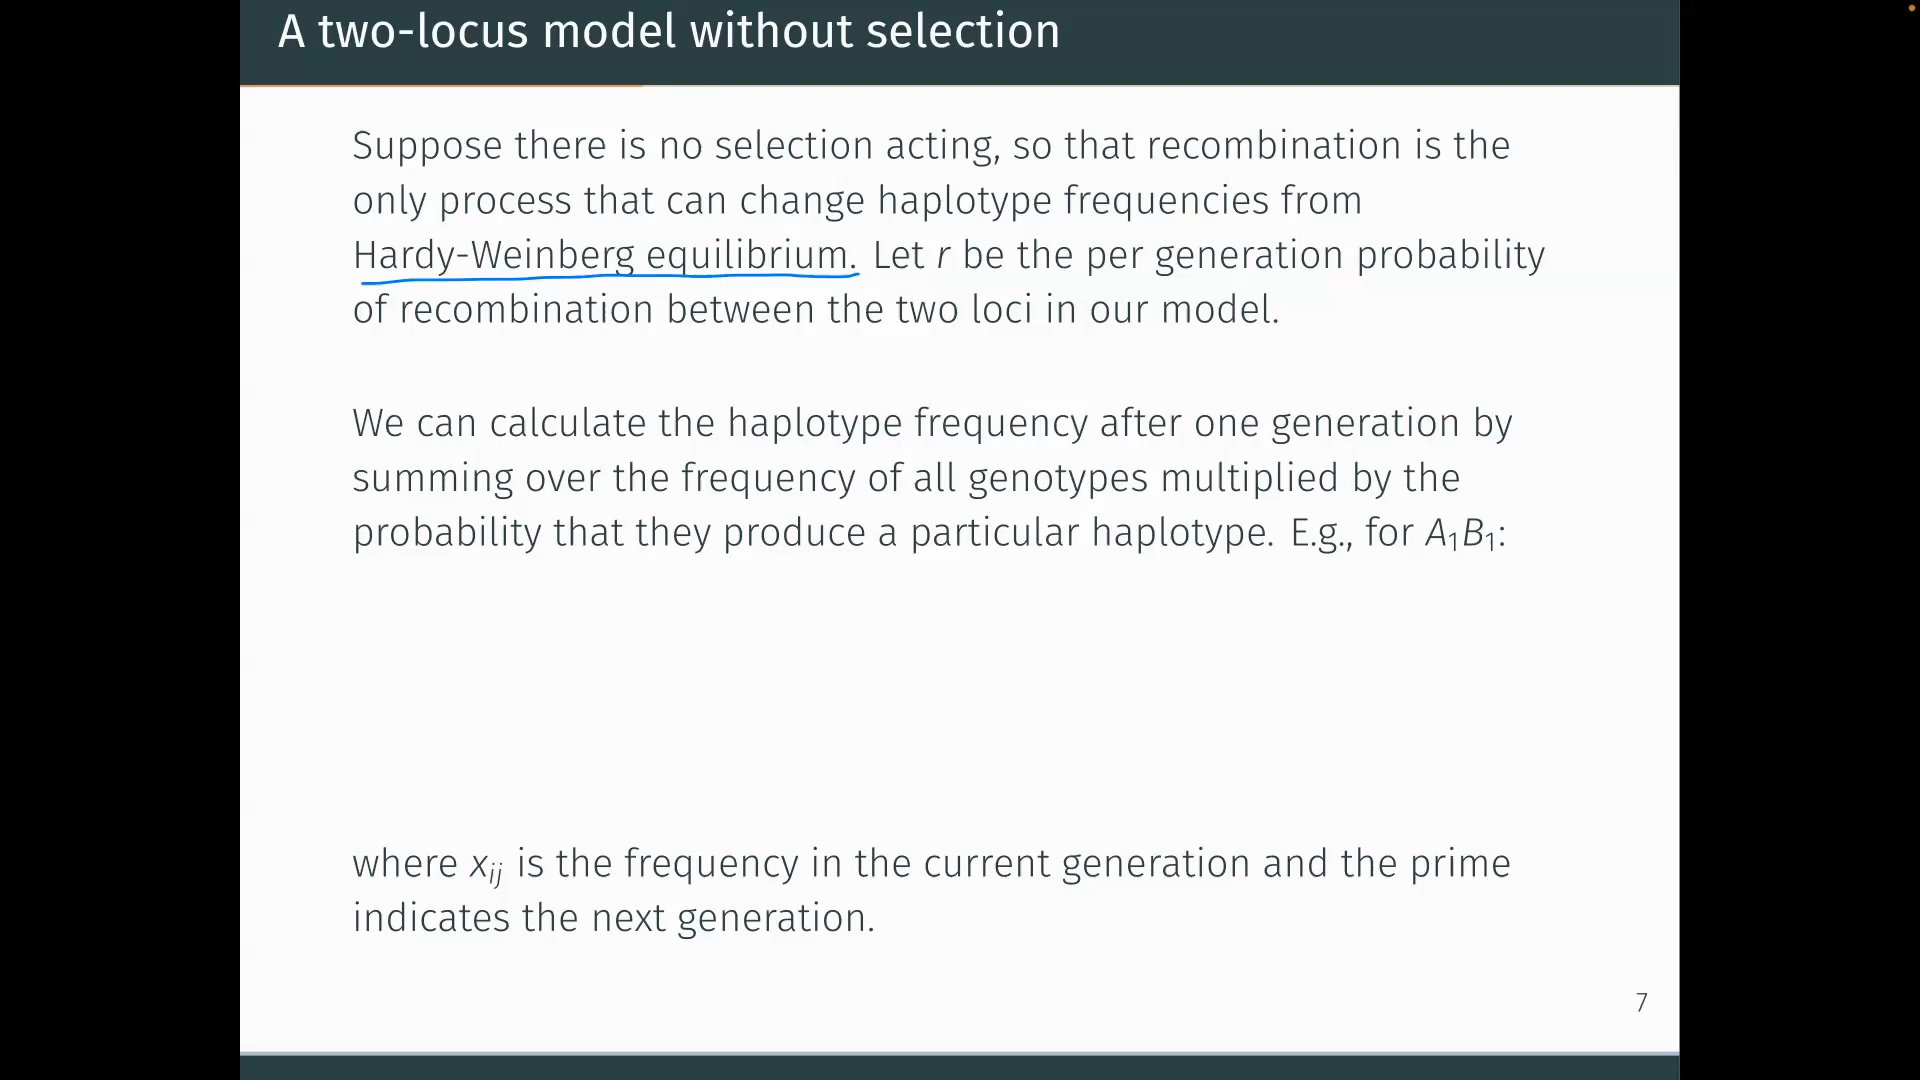 A two-locus model without selection
Suppose there is no selection acting, so that recombination is the
only process that can change haplotype frequencies from
Hardy-Weinberg equilibrium. Let r be the per generation probability
of recombination between the two loci in our model.
We can calculate the haplotype frequency after one generation by
summing over the frequency of all genotypes multiplied by the
probability that they produce a particular haplotype. E.g., for A₁B₁:
where xᵢⱼ is the frequency in the current generation and the prime
indicates the next generation.
7